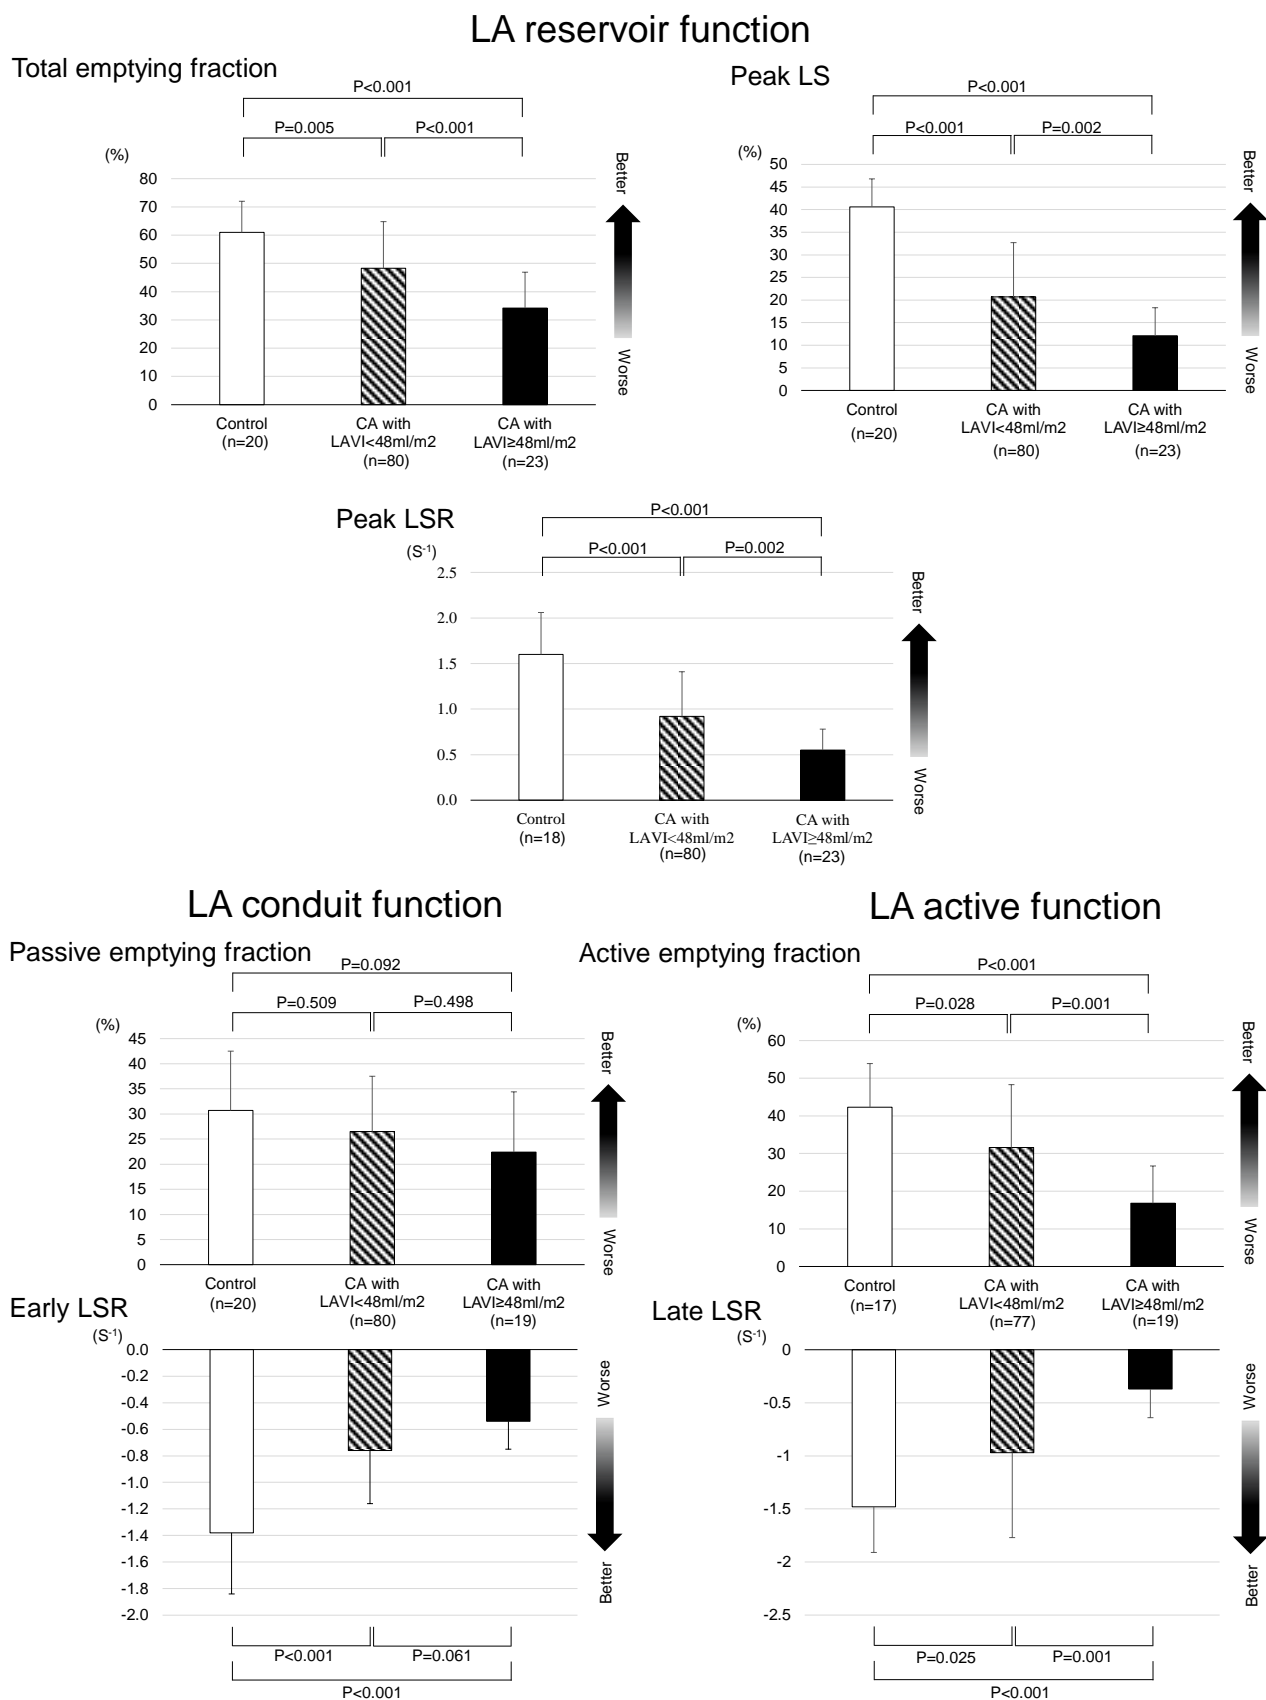 LA reservoir function
Total emptying fraction
P<0.001
P=0.005
P<0.001
(%)
80
70
60
50
40
30
20
10
0
Control
(n=20)
CA with
LAVI<48ml/m2
(n=80)
CA with
LAVI≥48ml/m2
(n=23)
Better
Worse
Peak LS
P<0.001
P<0.001
P=0.002
(%)
50
45
40
35
30
25
20
15
10
5
0
Control
(n=20)
CA with
LAVI<48ml/m2
(n=80)
CA with
LAVI≥48ml/m2
(n=23)
Better
Worse
Peak LSR
P<0.001
P<0.001
P=0.002
(S-1)
2.5
2.0
1.5
1.0
0.5
0.0
Control
(n=18)
CA with
LAVI<48ml/m2
(n=80)
CA with
LAVI≥48ml/m2
(n=23)
Better
Worse
LA conduit function
Passive emptying fraction
P=0.092
P=0.509
P=0.498
(%)
45
40
35
30
25
20
15
10
5
0
Control
(n=20)
CA with
LAVI<48ml/m2
(n=80)
CA with
LAVI≥48ml/m2
(n=19)
Better
Worse
Early LSR
(S-1)
0.0
-0.2
-0.4
-0.6
-0.8
-1.0
-1.2
-1.4
-1.6
-1.8
-2.0
Worse
Better
P<0.001
P=0.061
P<0.001
LA active function
Active emptying fraction
P<0.001
P=0.028
P=0.001
(%)
60
50
40
30
20
10
0
Control
(n=17)
CA with
LAVI<48ml/m2
(n=77)
CA with
LAVI≥48ml/m2
(n=19)
Better
Worse
Late LSR
(S-1)
0
-0.5
-1
-1.5
-2
-2.5
Worse
Better
P=0.025
P=0.001
P<0.001